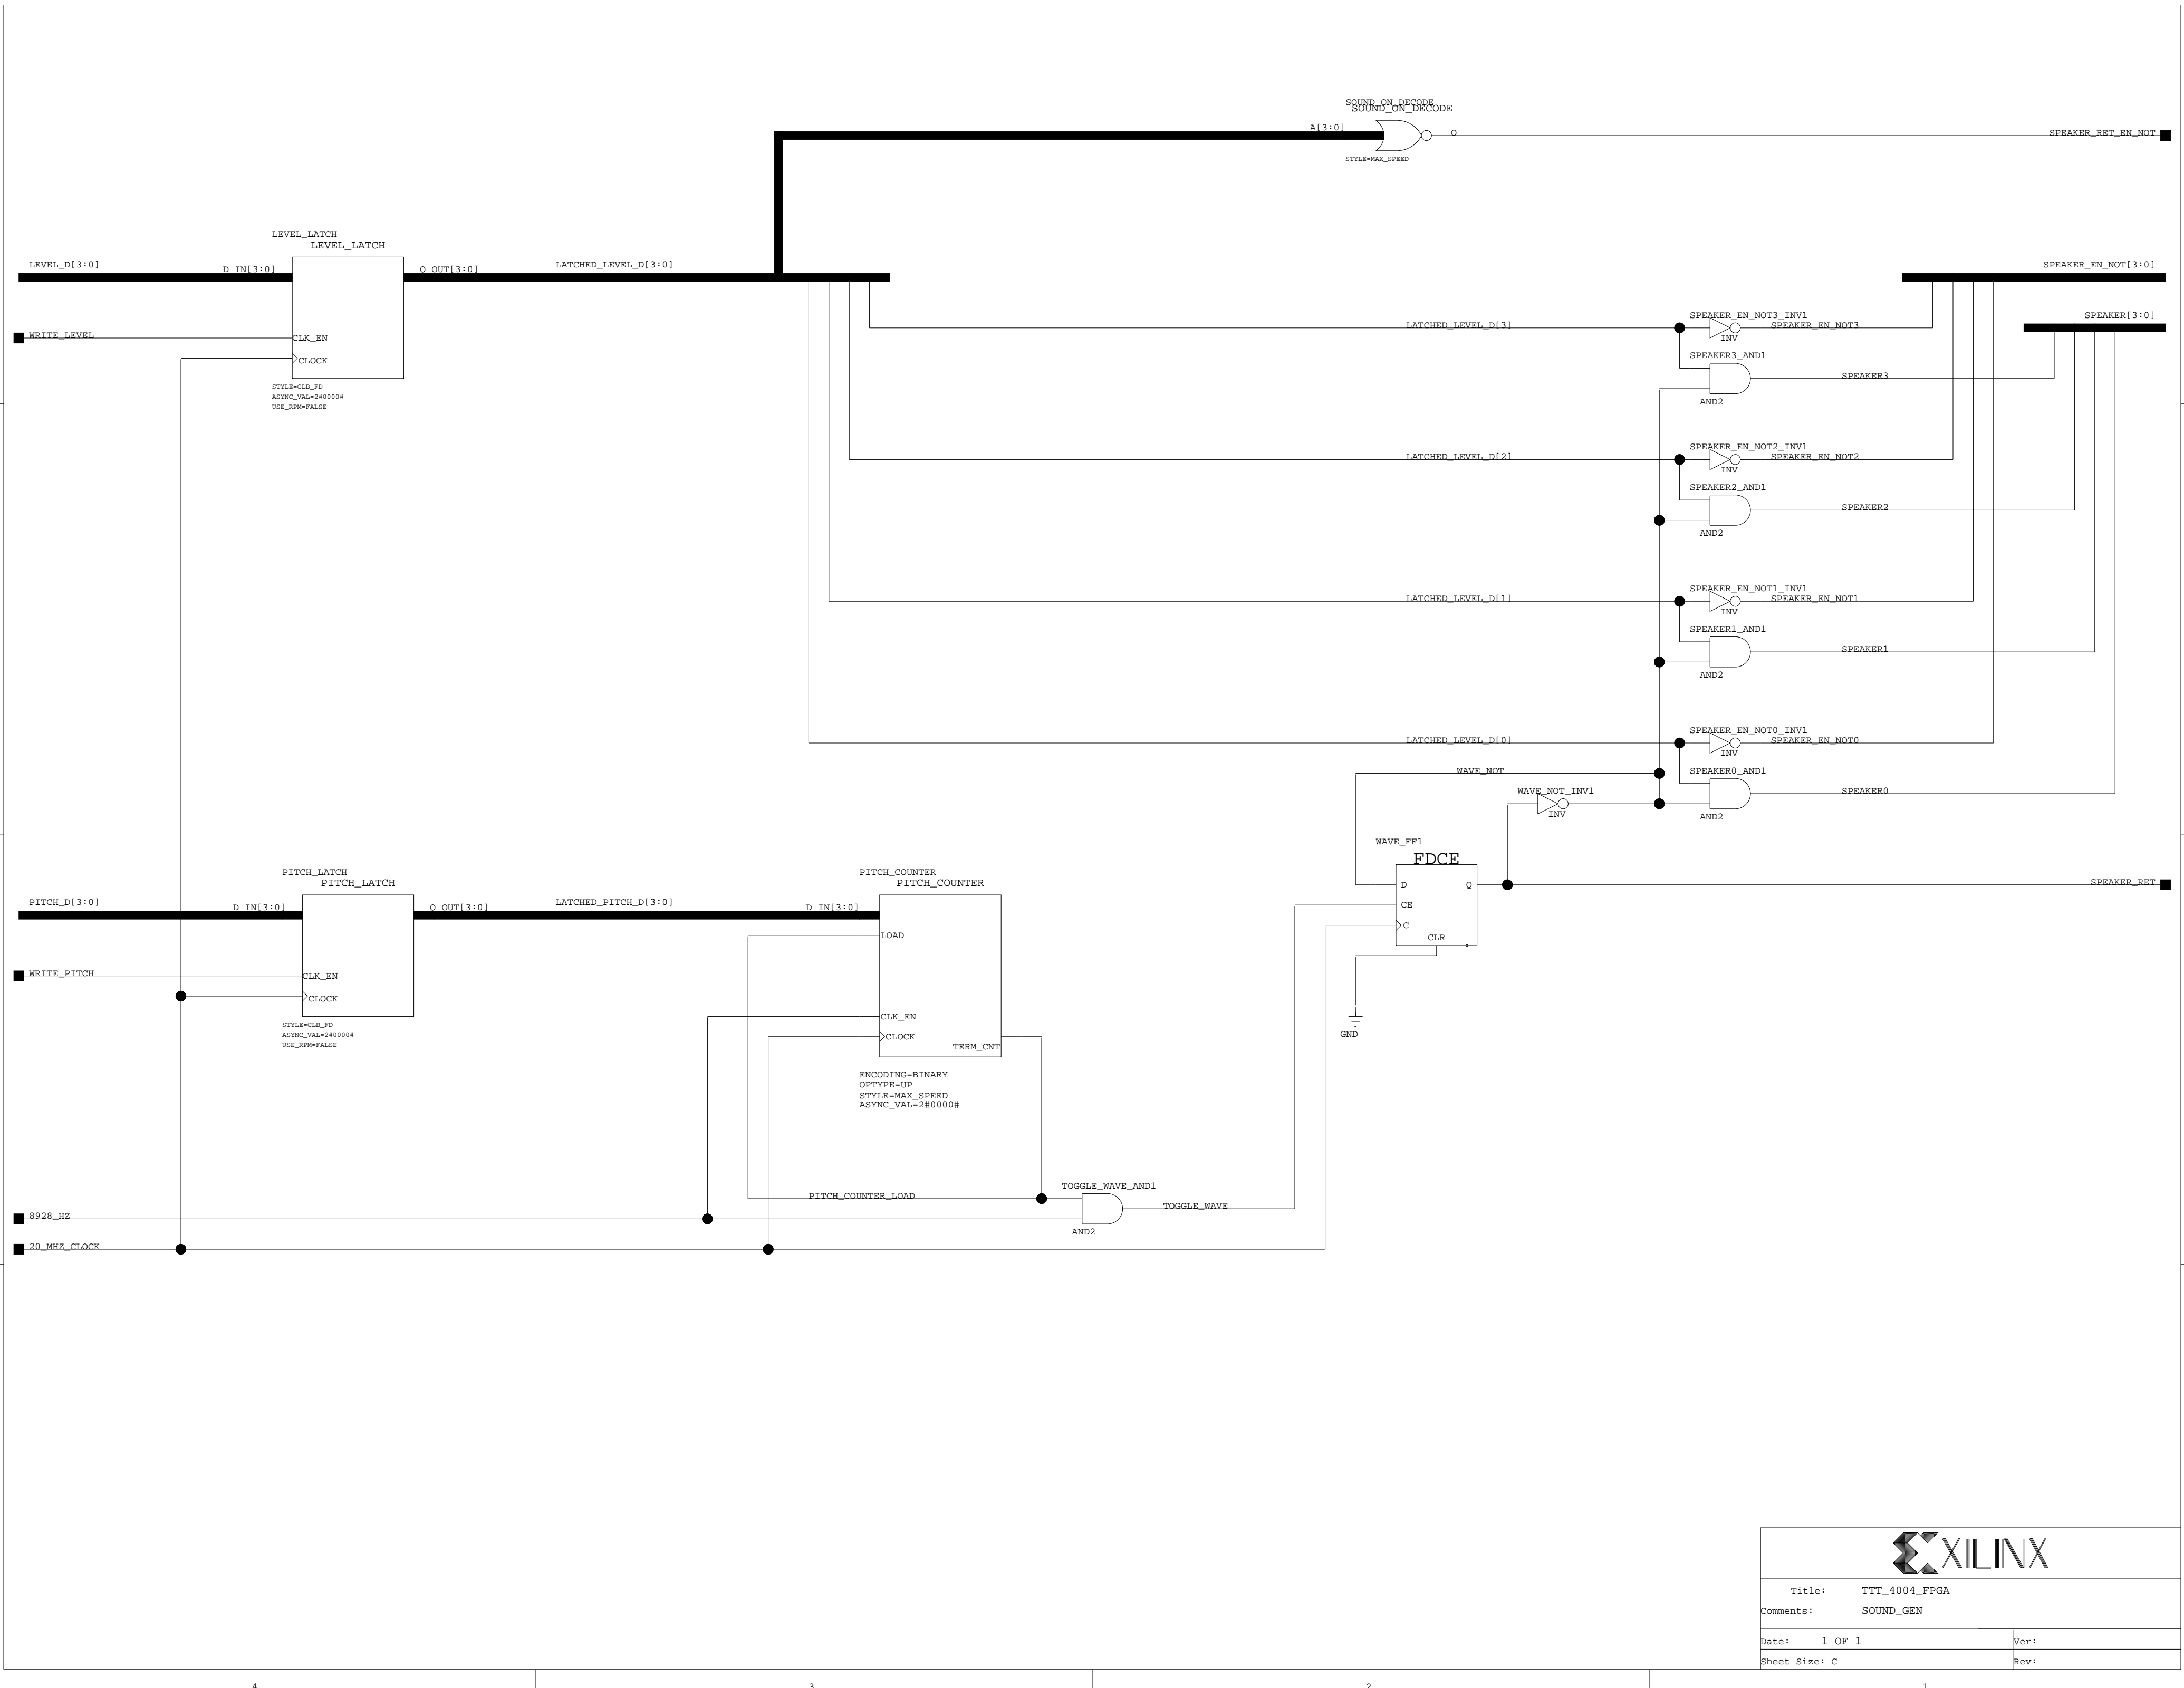 SOUND_ON_DECODE
SOUND_ON_DECODE
A[3:0]
O
SPEAKER_RET_EN_NOT
STYLE=MAX_SPEED
LEVEL_LATCH
LEVEL_LATCH
LEVEL_D[3:0]
D_IN[3:0]
Q_OUT[3:0]
LATCHED_LEVEL_D[3:0]
SPEAKER_EN_NOT[3:0]
WRITE_LEVEL
CLK_EN
CLOCK
STYLE=CLB_FD
ASYNC_VAL=2#0000#
USE_RPM=FALSE
SPEAKER[3:0]
LATCHED_LEVEL_D[3]
SPEAKER_EN_NOT3_INV1
SPEAKER_EN_NOT3
INV
SPEAKER3_AND1
SPEAKER3
AND2
LATCHED_LEVEL_D[2]
SPEAKER_EN_NOT2_INV1
SPEAKER_EN_NOT2
INV
SPEAKER2_AND1
SPEAKER2
AND2
LATCHED_LEVEL_D[1]
SPEAKER_EN_NOT1_INV1
SPEAKER_EN_NOT1
INV
SPEAKER1_AND1
SPEAKER1
AND2
LATCHED_LEVEL_D[0]
SPEAKER_EN_NOT0_INV1
SPEAKER_EN_NOT0
INV
WAVE_NOT
SPEAKER0_AND1
SPEAKER0
AND2
WAVE_NOT_INV1
INV
WAVE_FF1
FDCE
D
Q
CE
C
CLR
SPEAKER_RET
GND
PITCH_LATCH
PITCH_LATCH
PITCH_D[3:0]
D_IN[3:0]
Q_OUT[3:0]
LATCHED_PITCH_D[3:0]
WRITE_PITCH
CLK_EN
CLOCK
STYLE=CLB_FD
ASYNC_VAL=2#0000#
USE_RPM=FALSE
PITCH_COUNTER
PITCH_COUNTER
D_IN[3:0]
LOAD
CLK_EN
CLOCK
TERM_CNT
ENCODING=BINARY
OPTYPE=UP
STYLE=MAX_SPEED
ASYNC_VAL=2#0000#
TOGGLE_WAVE_AND1
PITCH_COUNTER_LOAD
TOGGLE_WAVE
AND2
8928_HZ
20_MHZ_CLOCK
XILINX
Title: TTT_4004_FPGA
Comments: SOUND_GEN
Date: 1 OF 1
Ver:
Sheet Size: C
Rev:
4
3
2
1